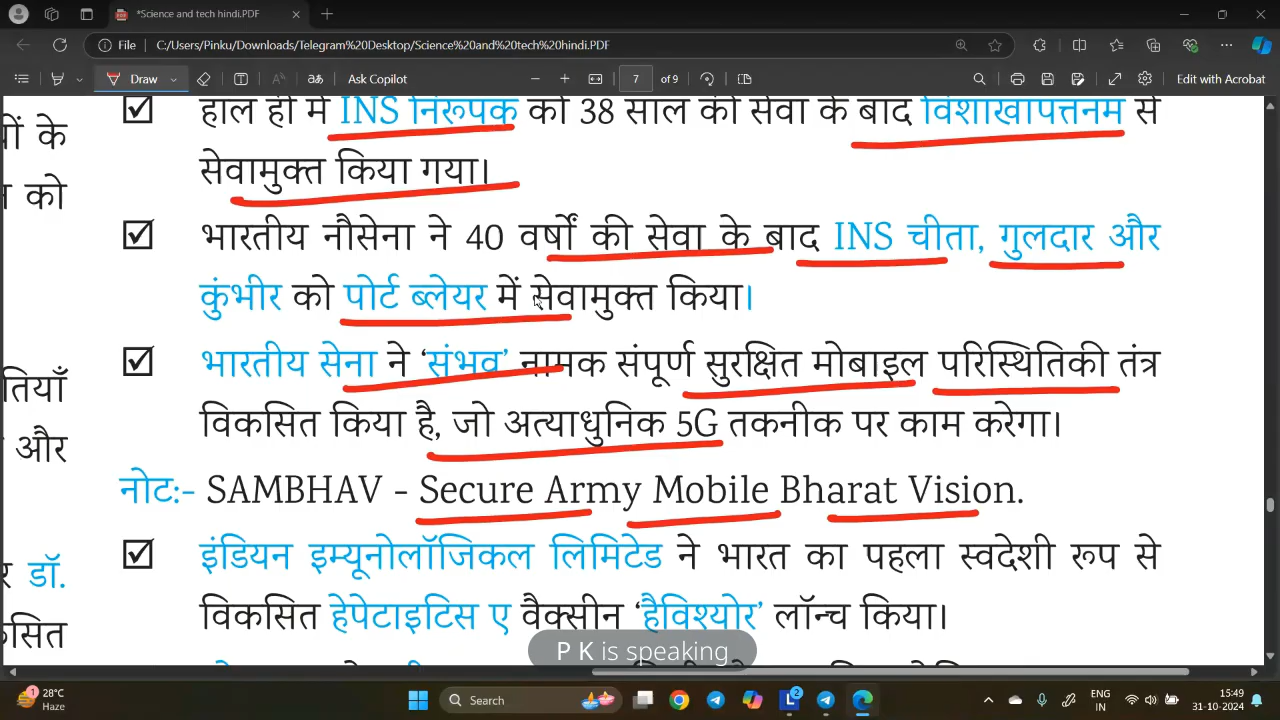 *Science and tech hindi.PDF
File C:/Users/Pinku/Downloads/Telegram%20Desktop/Science%20and%20tech%20hindi.PDF
Draw Ask Copilot 7 of 9 Edit with Acrobat
हाल ही में INS निरूपक को 38 साल की सेवा के बाद विशाखापत्तनम से
सेवामुक्त किया गया।
भारतीय नौसेना ने 40 वर्षों की सेवा के बाद INS चीता, गुलदार और
कुंभीर को पोर्ट ब्लेयर में सेवामुक्त किया।
भारतीय सेना ने ‘संभव’ नामक संपूर्ण सुरक्षित मोबाइल परिस्थितिकी तंत्र
विकसित किया है, जो अत्याधुनिक 5G तकनीक पर काम करेगा।
नोट:- SAMBHAV - Secure Army Mobile Bharat Vision.
इंडियन इम्यूनोलॉजिकल लिमिटेड ने भारत का पहला स्वदेशी रूप से
विकसित हेपेटाइटिस ए वैक्सीन ‘हैविश्योर’ लॉन्च किया।
के
को
और
डॉ.
P K is speaking
1
28°C
Haze
Search
2
ENG
IN
15:49
31-10-2024